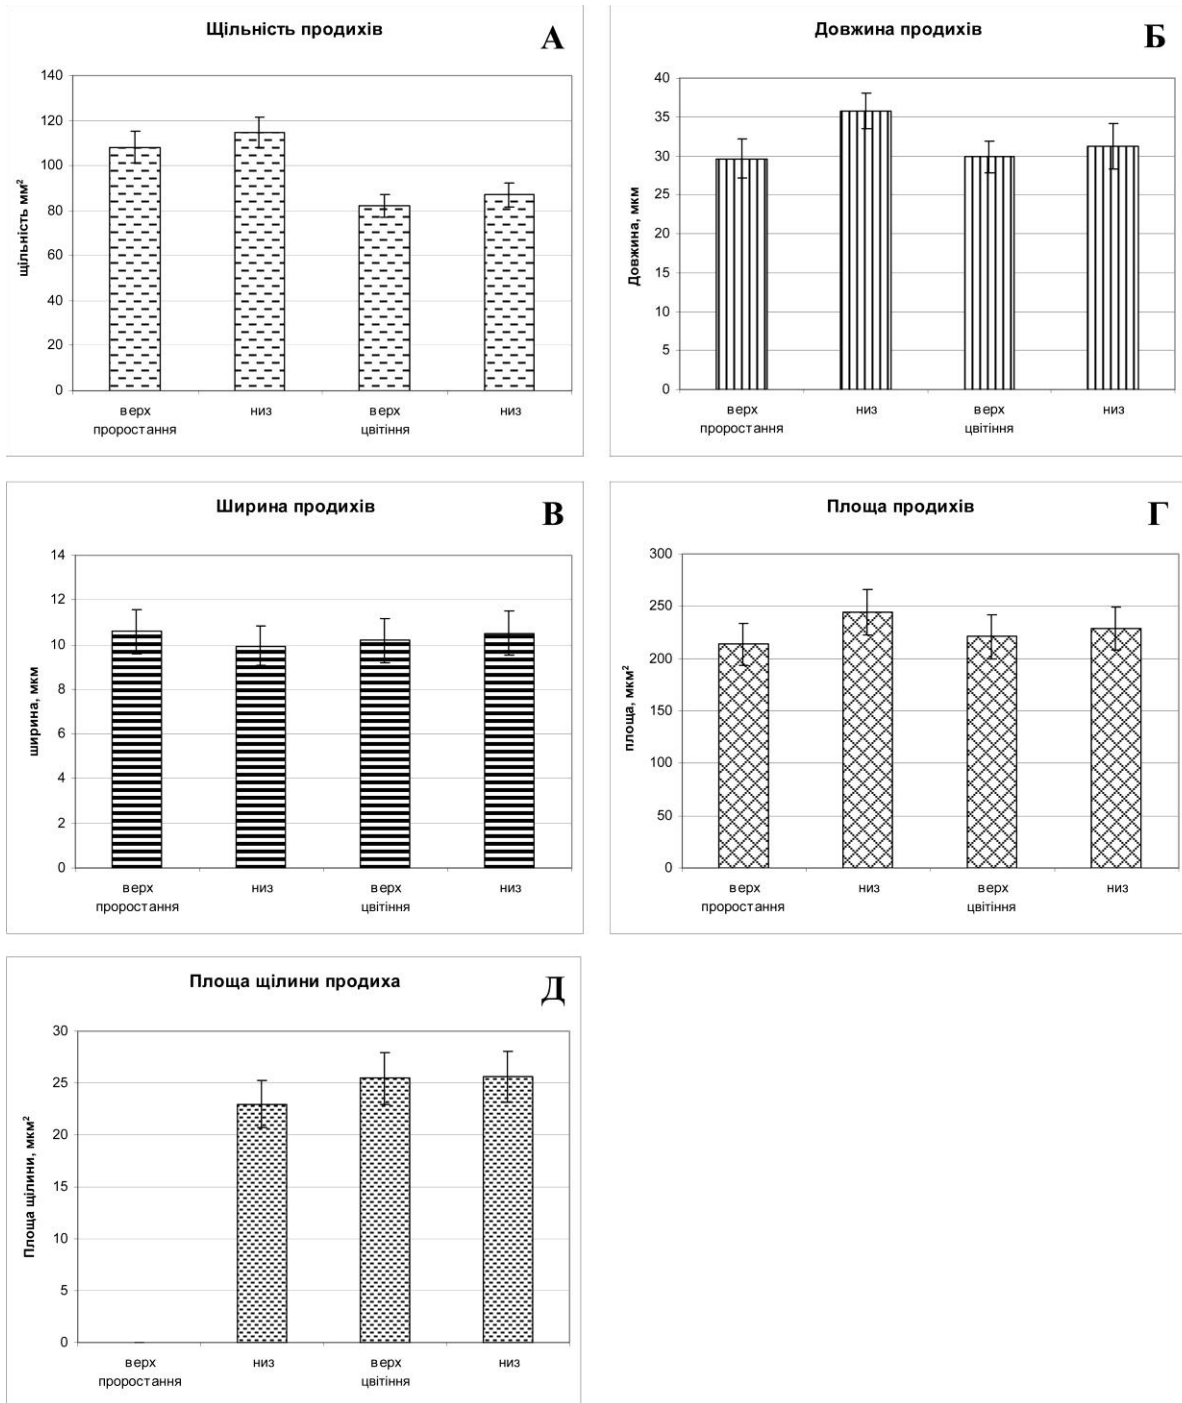 Щільність продихів
А
щільність мм²
140
120
100
80
60
40
20
0
верх
низ
верх
низ
проростання
цвітіння
Довжина продихів
Б
Довжина, мкм
40
35
30
25
20
15
10
5
0
верх
низ
верх
низ
проростання
цвітіння
Ширина продихів
В
ширина, мкм
14
12
10
8
6
4
2
0
верх
низ
верх
низ
проростання
цвітіння
Площа продихів
Г
площа, мкм²
300
250
200
150
100
50
0
верх
низ
верх
низ
проростання
цвітіння
Площа щілини продиха
Д
Площа щілини, мкм²
30
25
20
15
10
5
0
верх
низ
верх
низ
проростання
цвітіння